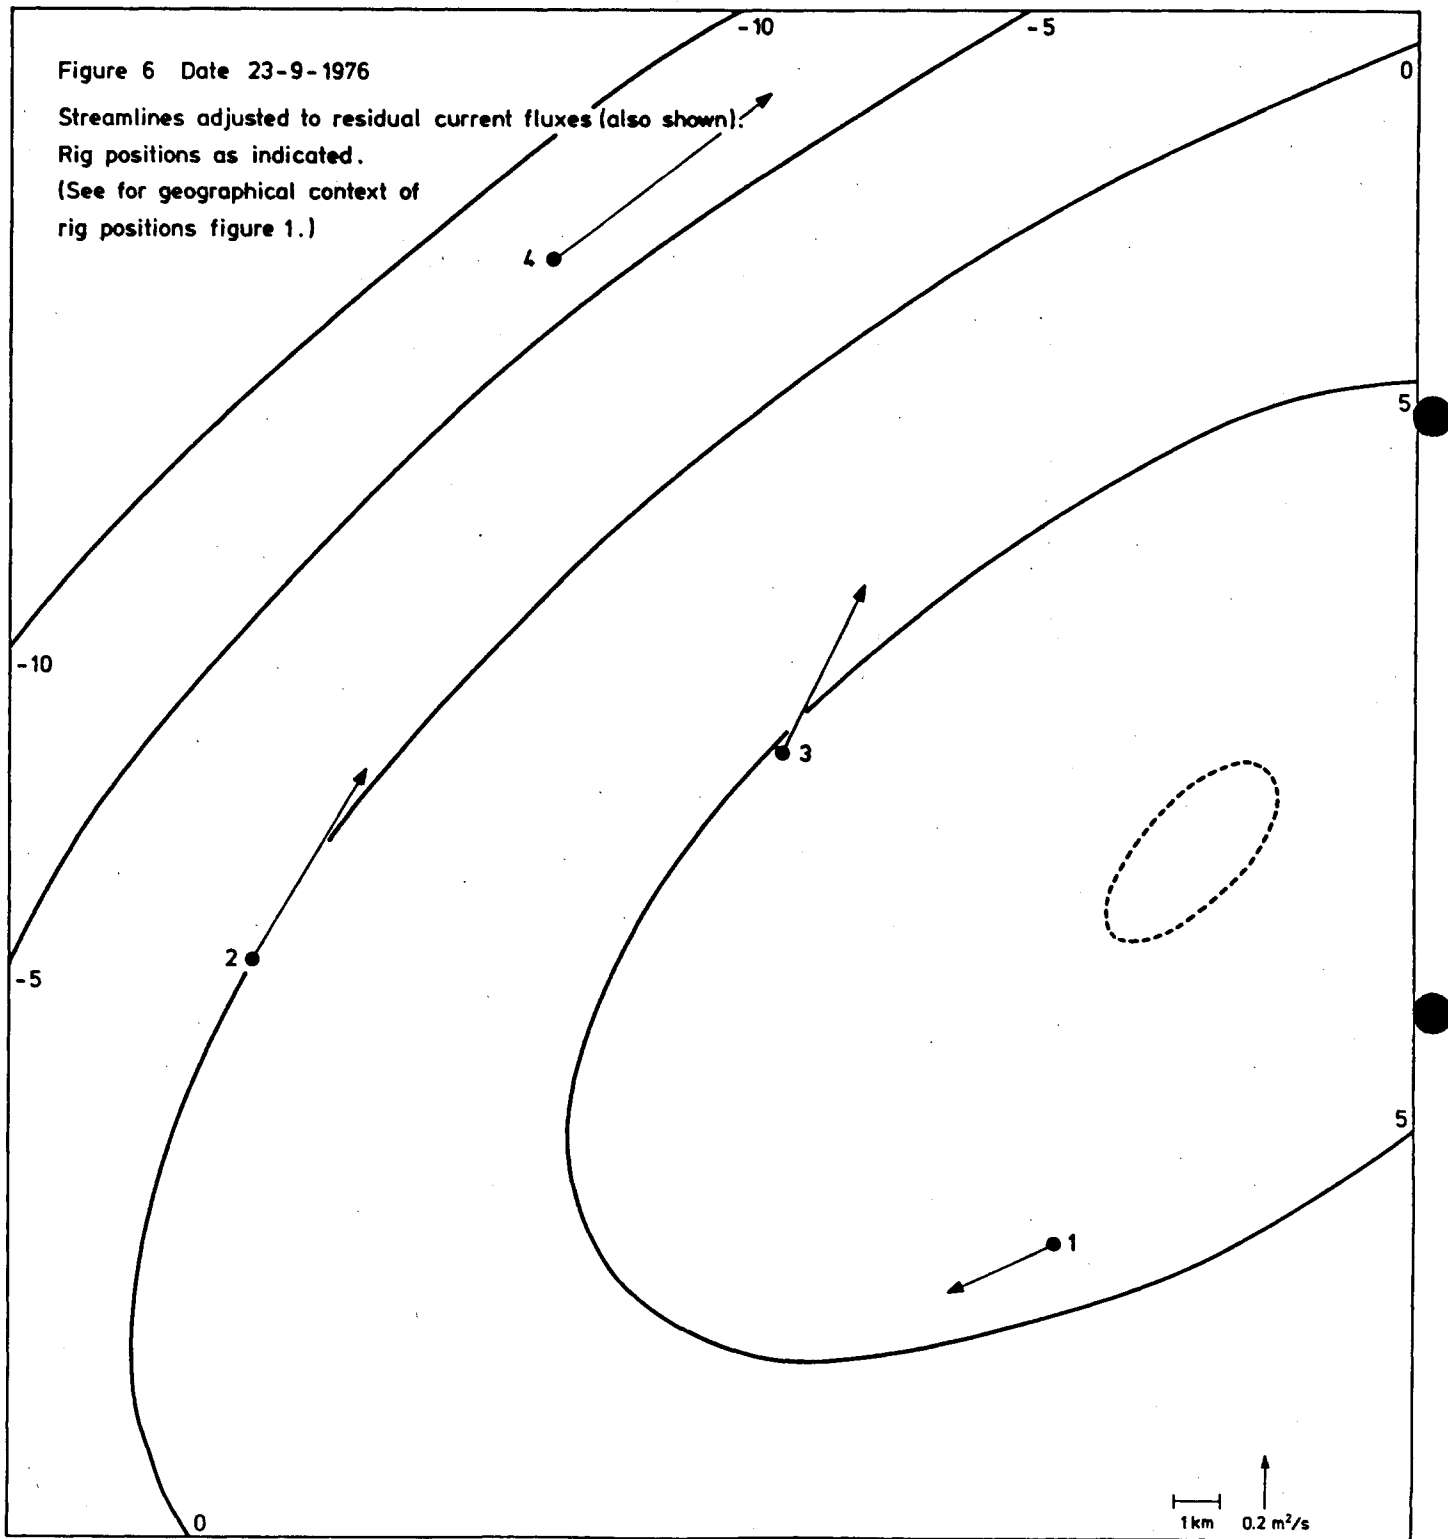 -10
-5
Figure 6 Date 23-9-1976
0
Streamlines adjusted to residual current fluxes (also shown).
Rig positions as indicated.
(See for geographical context of
rig positions figure 1.)
4
5
-10
3
2
-5
5
1
0
1 km
0.2 m²/s